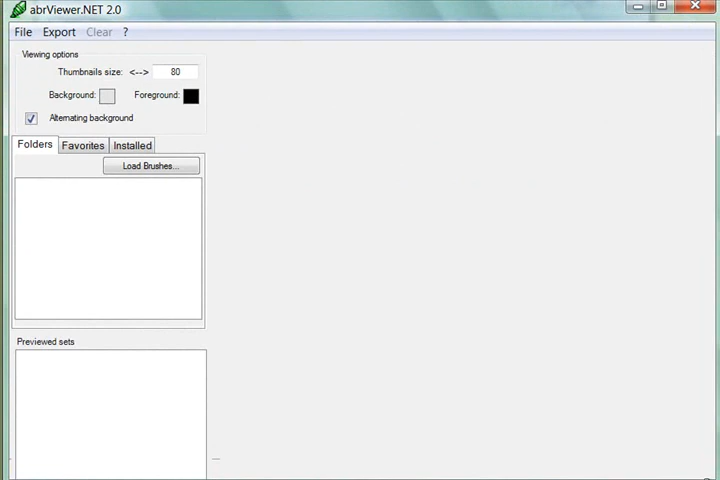 abrViewer.NET 2.0
File Export Clear ?
Viewing options
Thumbnails size: <--> 80
Background: Foreground:
Alternating background
Folders Favorites Installed
Load Brushes...
Previewed sets